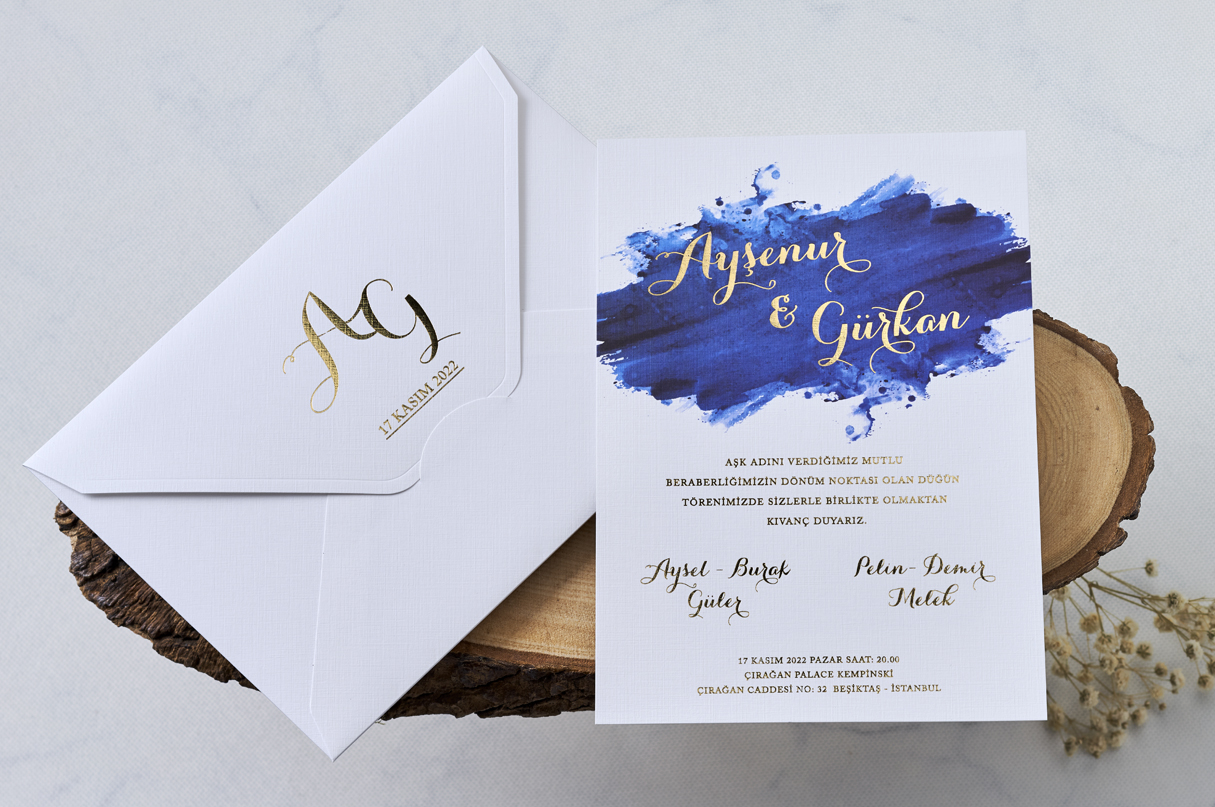 AG
17 KASIM 2022
Ayşenur
&
Gürkan
AŞK ADINI VERDİĞİMİZ MUTLU
BERABERLİĞİMİZİN DÖNÜM NOKTASI OLAN DÜĞÜN
TÖRENİMİZDE SİZLERLE BİRLİKTE OLMAKTAN
KIVANÇ DUYARIZ.
Aysel - Burak
Güler
Pelin - Demir
Melek
17 KASIM 2022 PAZAR SAAT: 20.00
ÇIRAĞAN PALACE KEMPİNSKİ
ÇIRAĞAN CADDESİ NO: 32 BEŞİKTAŞ - İSTANBUL